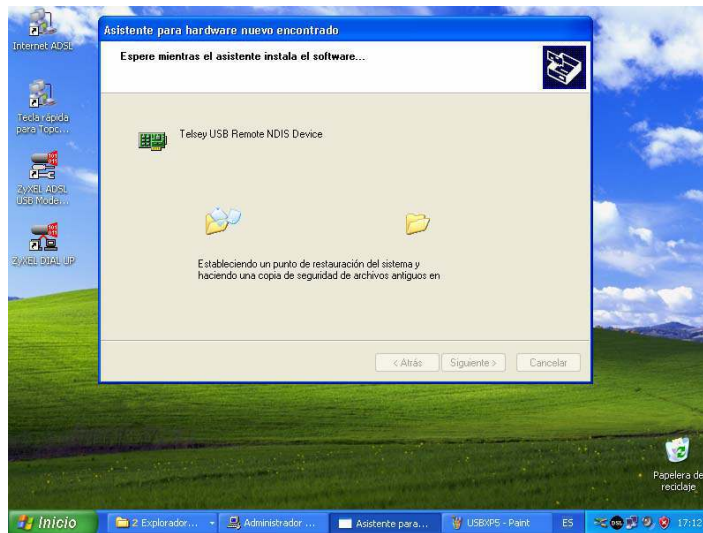 Internet ADSL
Asistente para hardware nuevo encontrado
Espere mientras el asistente instala el software...
Tecla rápida
para Topc...
Telsey USB Remote NDIS Device
ZyXEL ADSL
USB Mode...
ZyXEL DIAL UP
Estableciendo un punto de restauración del sistema y
haciendo una copia de seguridad de archivos antiguos en
< Atrás
Siguiente >
Cancelar
Papelera de
reciclaje
Inicio
2 Explorador...
Administrador ...
Asistente para...
USBXP5 - Paint
ES
DSL
17:12